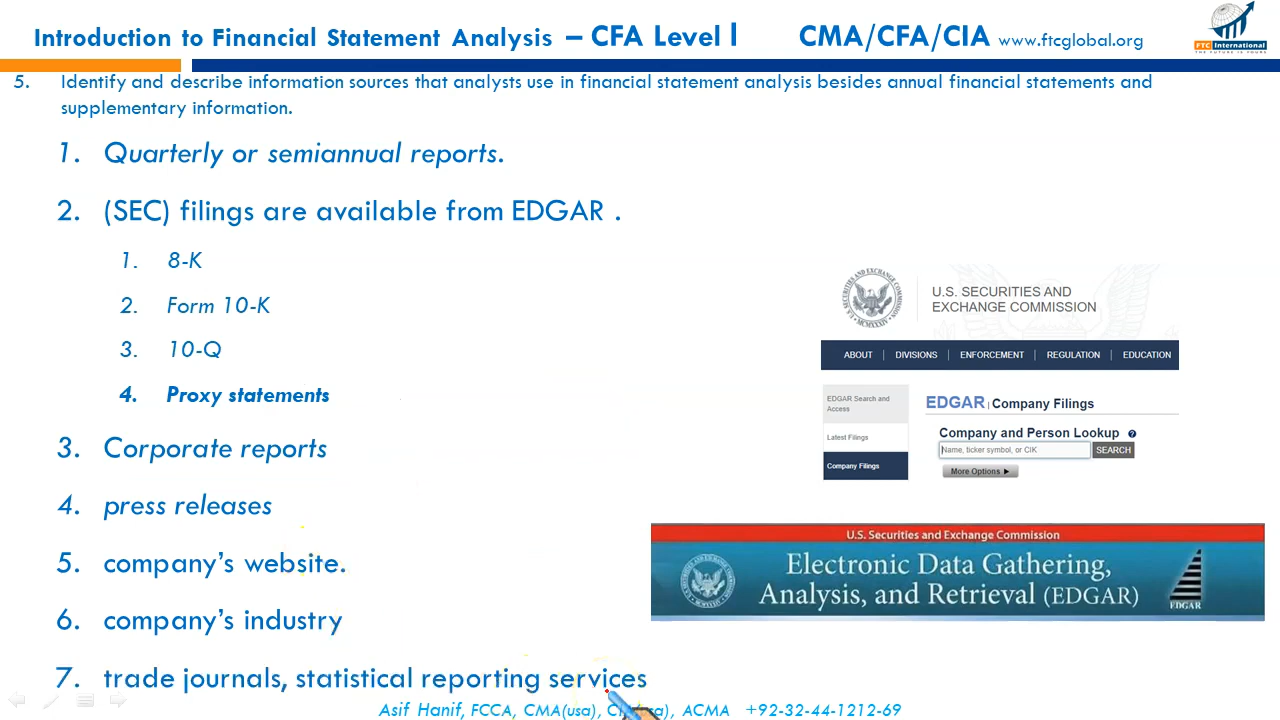 Introduction to Financial Statement Analysis – CFA Level I CMA/CFA/CIA www.ftcglobal.org
FTC International
5. Identify and describe information sources that analysts use in financial statement analysis besides annual financial statements and
supplementary information.
1. Quarterly or semiannual reports.
2. (SEC) filings are available from EDGAR .
1. 8-K
2. Form 10-K
3. 10-Q
4. Proxy statements
3. Corporate reports
4. press releases
5. company's website.
6. company's industry
7. trade journals, statistical reporting services
U.S. SECURITIES AND
EXCHANGE COMMISSION
ABOUT DIVISIONS ENFORCEMENT REGULATION EDUCATION
EDGAR Search and
Access
Latest Filings
Company Filings
EDGAR | Company Filings
Company and Person Lookup ?
Name, ticker symbol, or CIK SEARCH
More Options ▶
U.S. Securities and Exchange Commission
Electronic Data Gathering,
Analysis, and Retrieval (EDGAR)
EDGAR
Asif Hanif, FCCA, CMA(usa), ACMA +92-32-44-1212-69